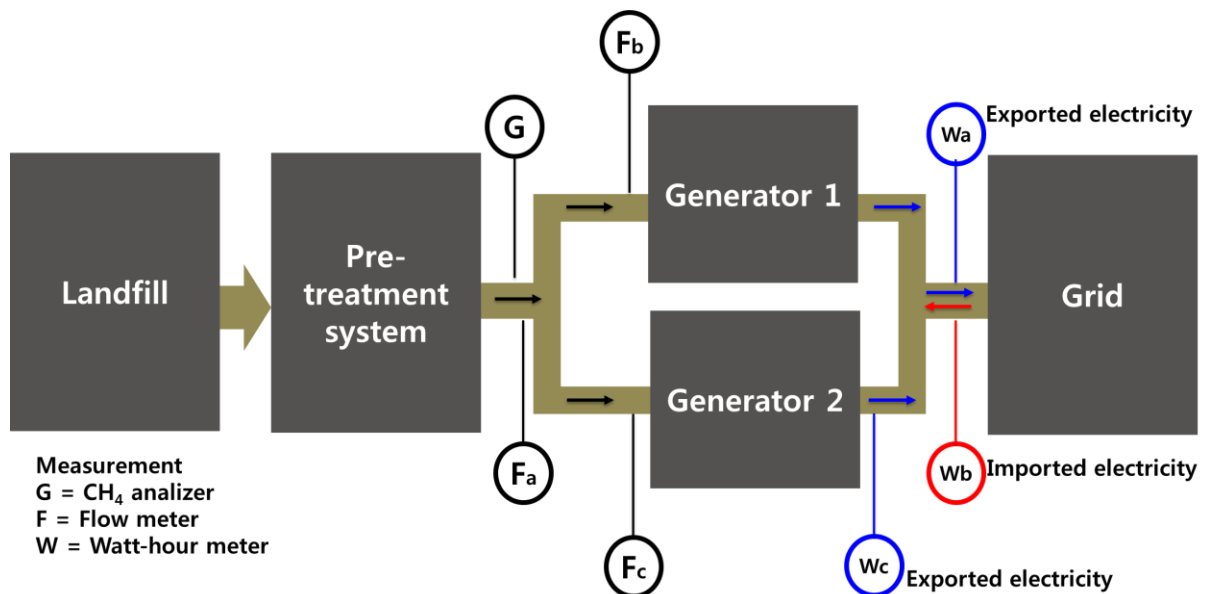 Fb
G
Wa
Exported electricity
Landfill
Pre-
treatment
system
Generator 1
Grid
Generator 2
Measurement
G = CH₄ analizer
F = Flow meter
W = Watt-hour meter
Fa
Wb
Imported electricity
Fc
Wc
Exported electricity